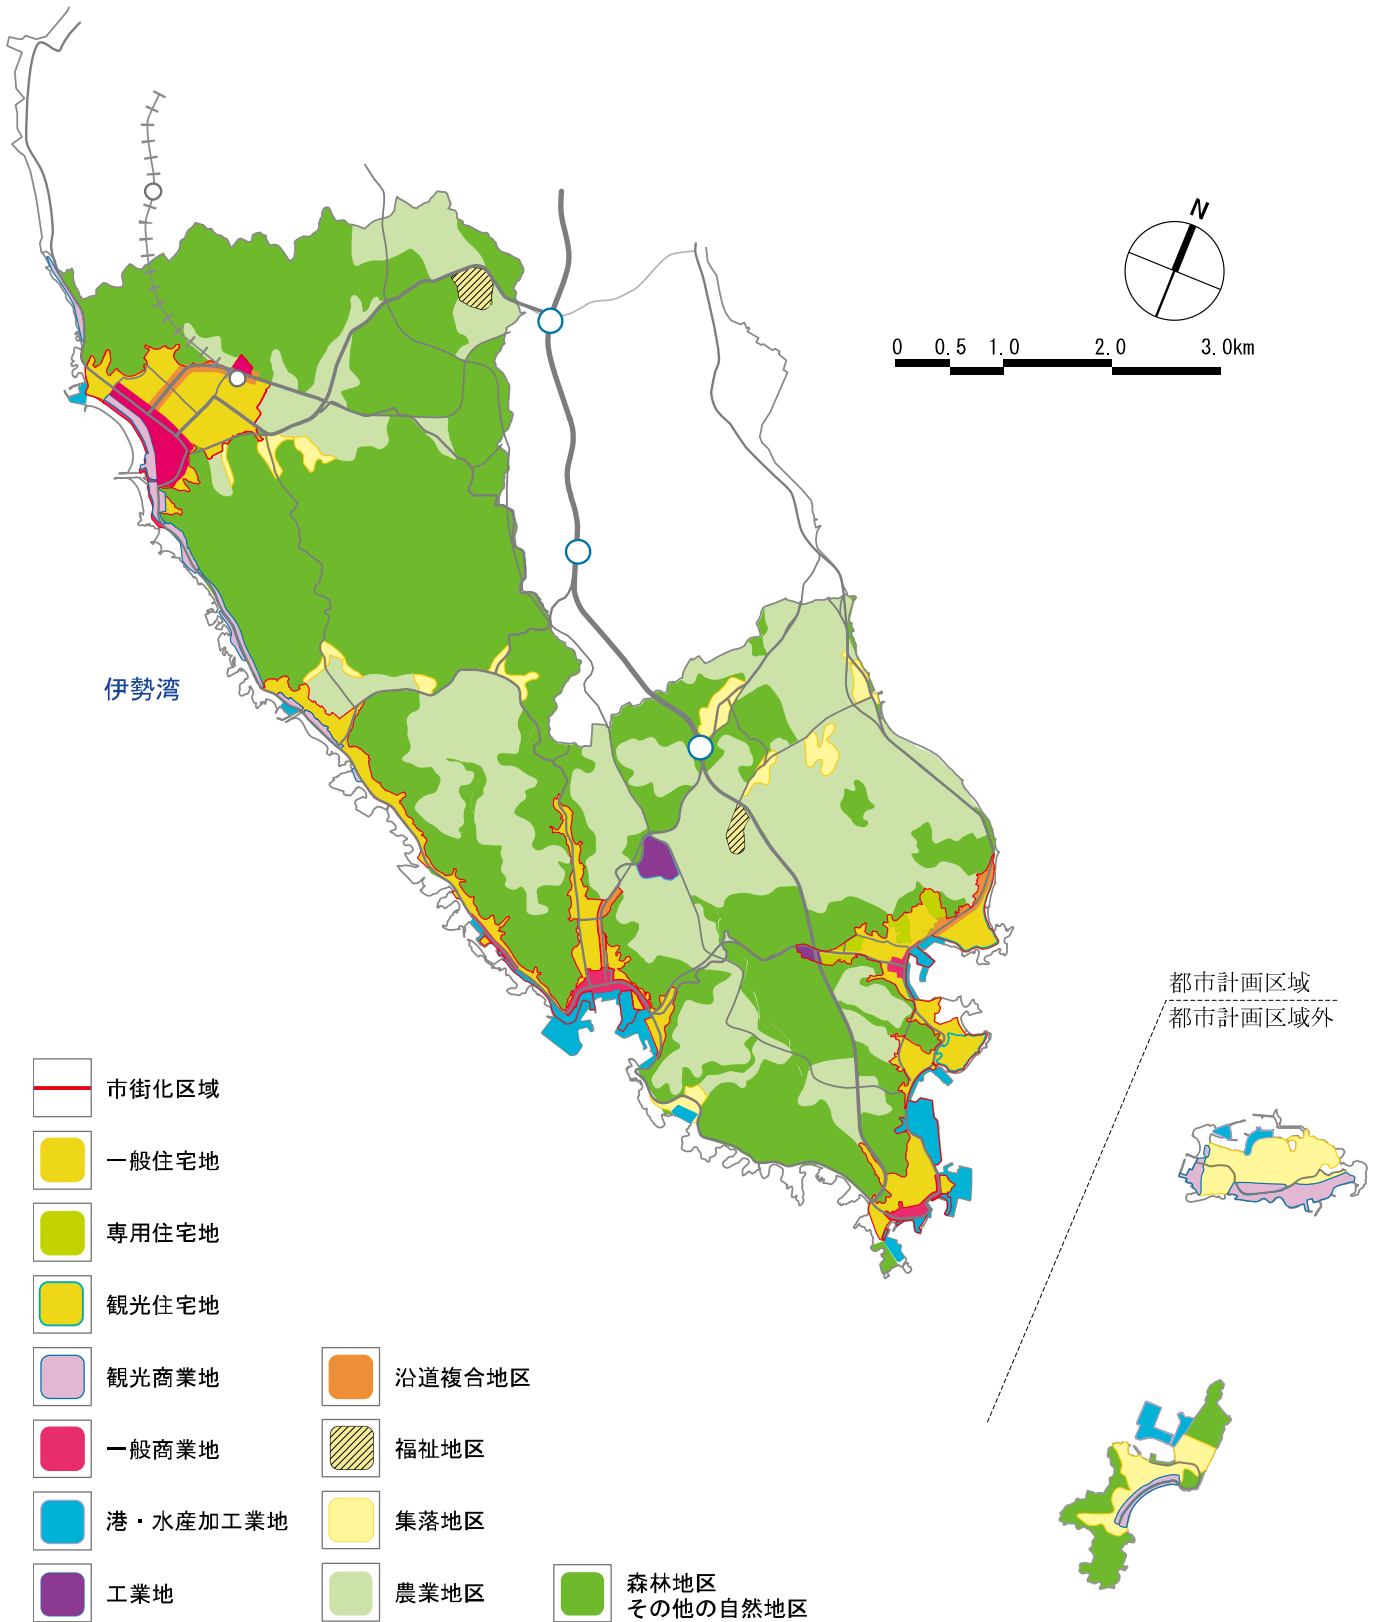 N
0 0.5 1.0 2.0 3.0km
伊勢湾
都市計画区域
都市計画区域外
市街化区域
一般住宅地
専用住宅地
観光住宅地
観光商業地
一般商業地
港・水産加工業地
工業地
沿道複合地区
福祉地区
集落地区
農業地区
森林地区
その他の自然地区